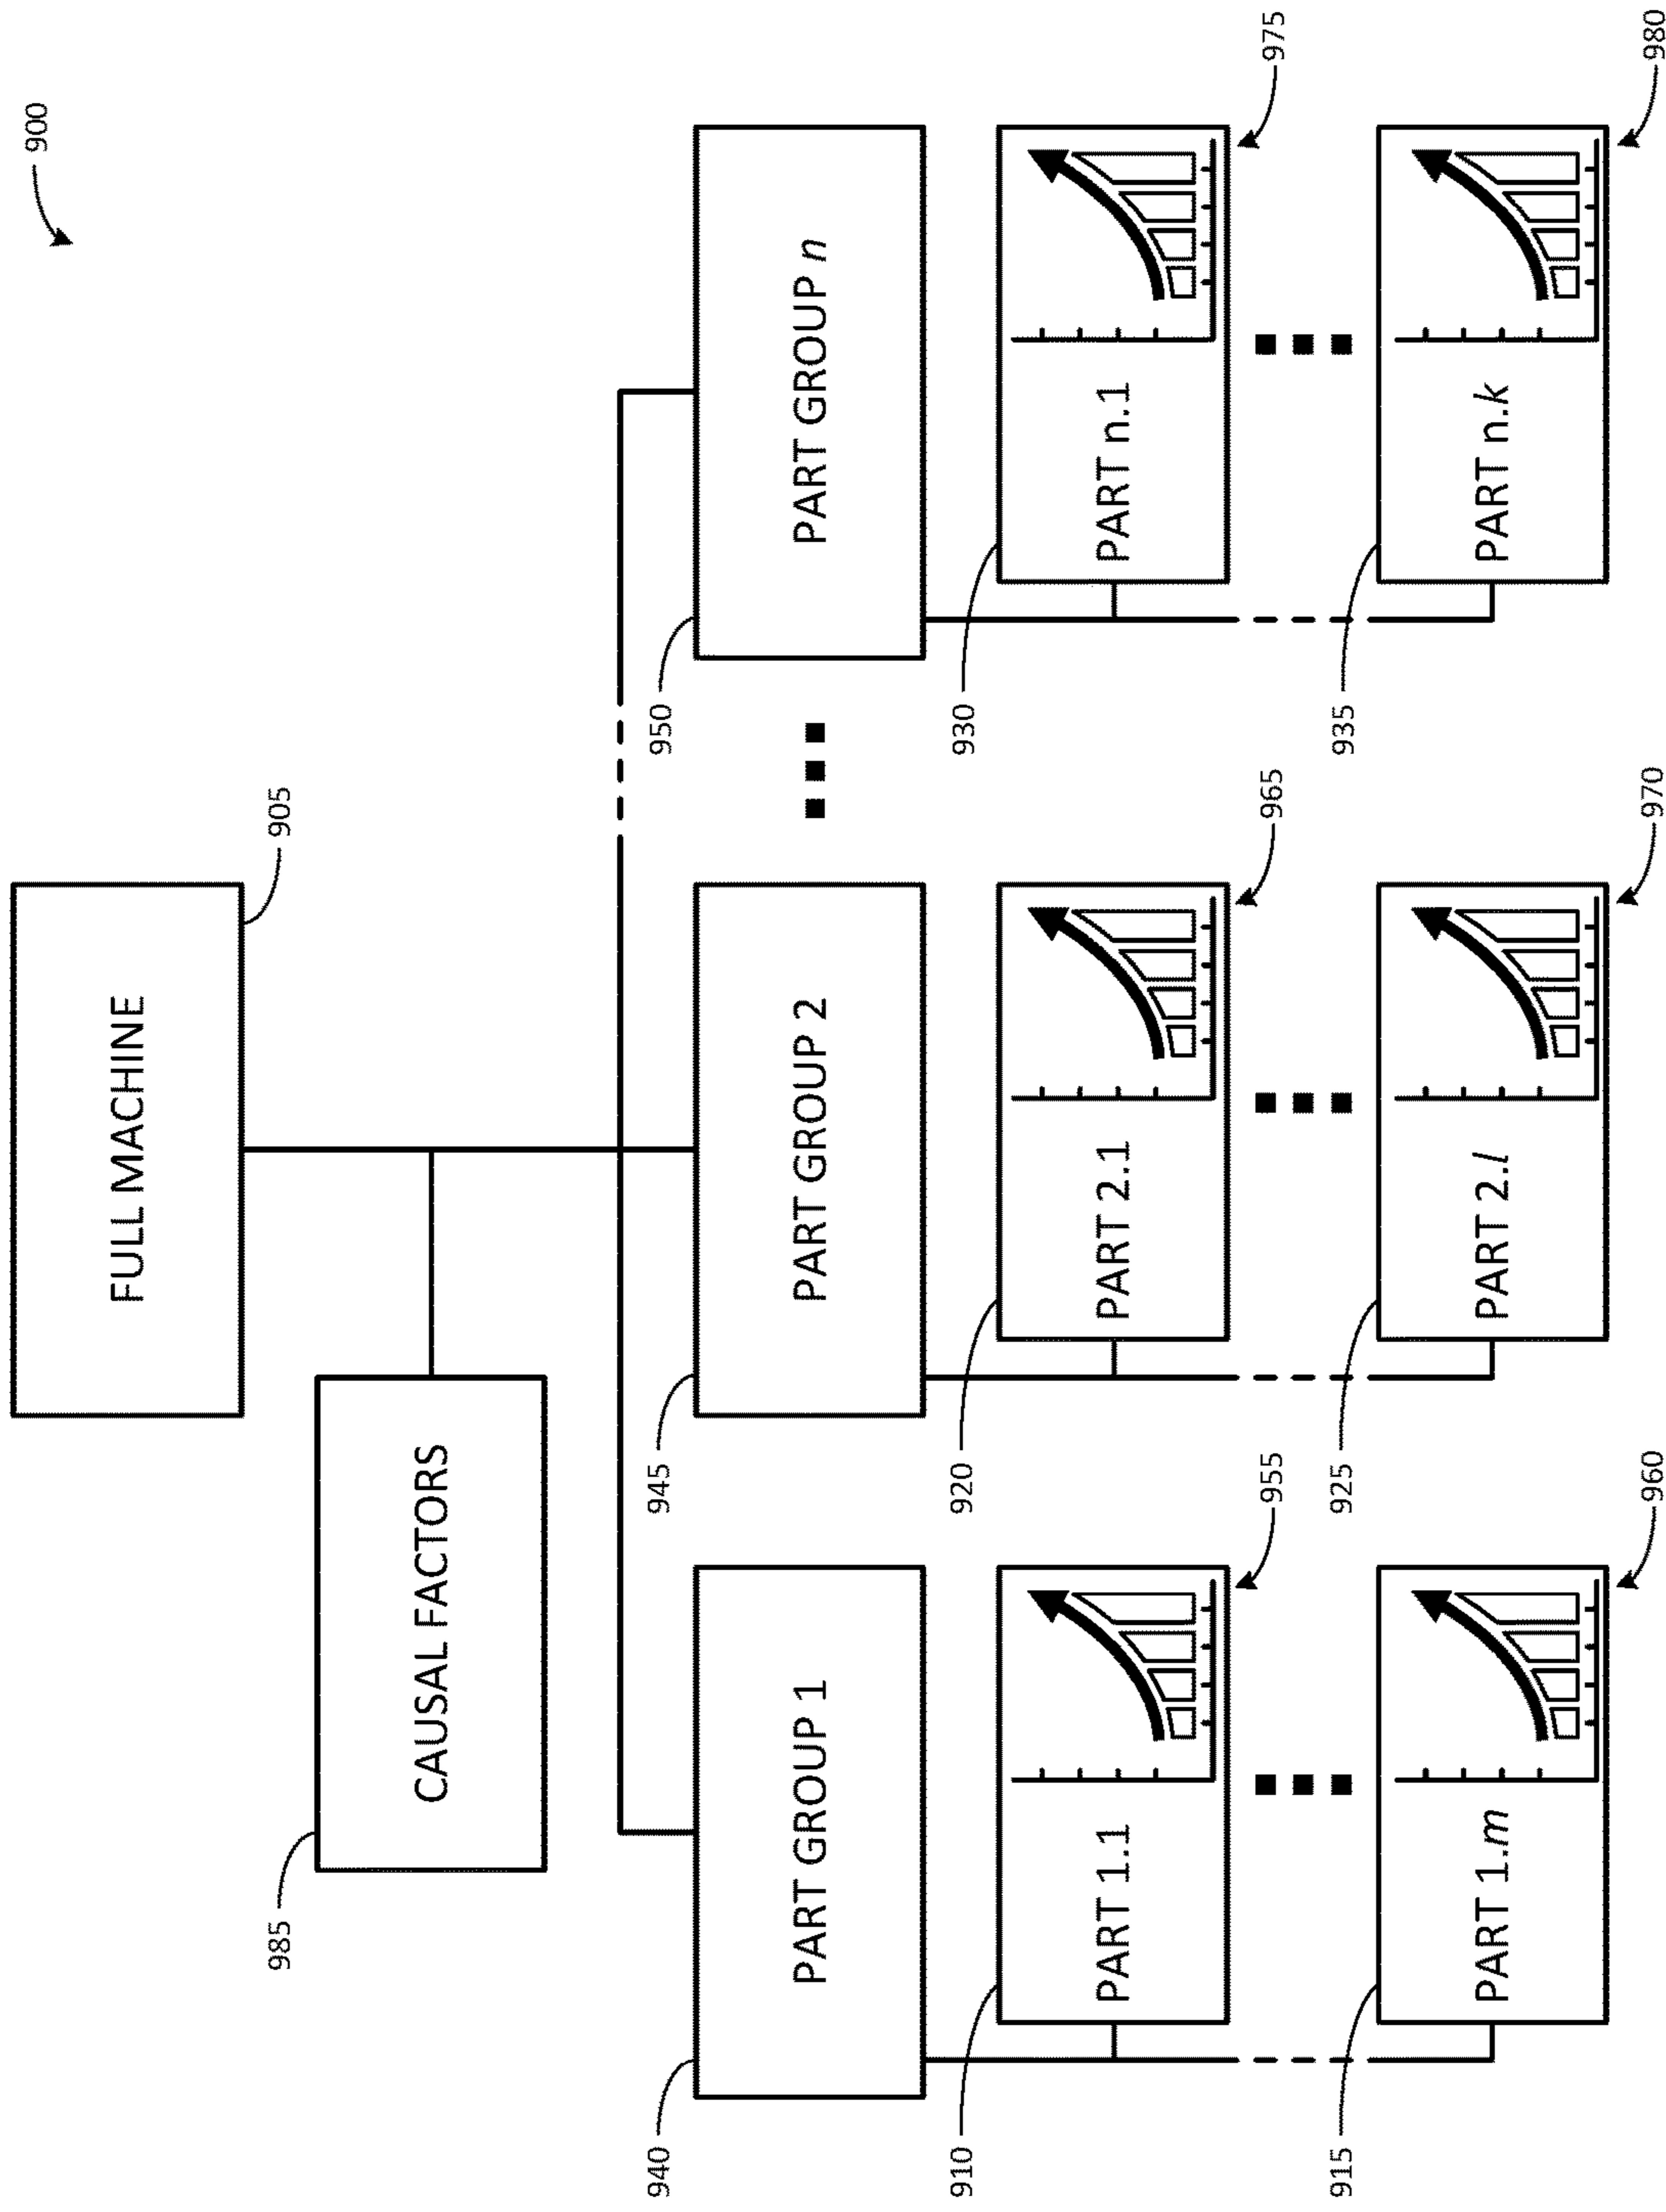 900
FULL MACHINE
905
985
CAUSAL FACTORS
940
PART GROUP 1
945
PART GROUP 2
950
PART GROUP n
910
PART 1.1
955
920
PART 2.1
965
930
PART n.1
975
915
PART 1.m
960
925
PART 2.l
970
935
PART n.k
980